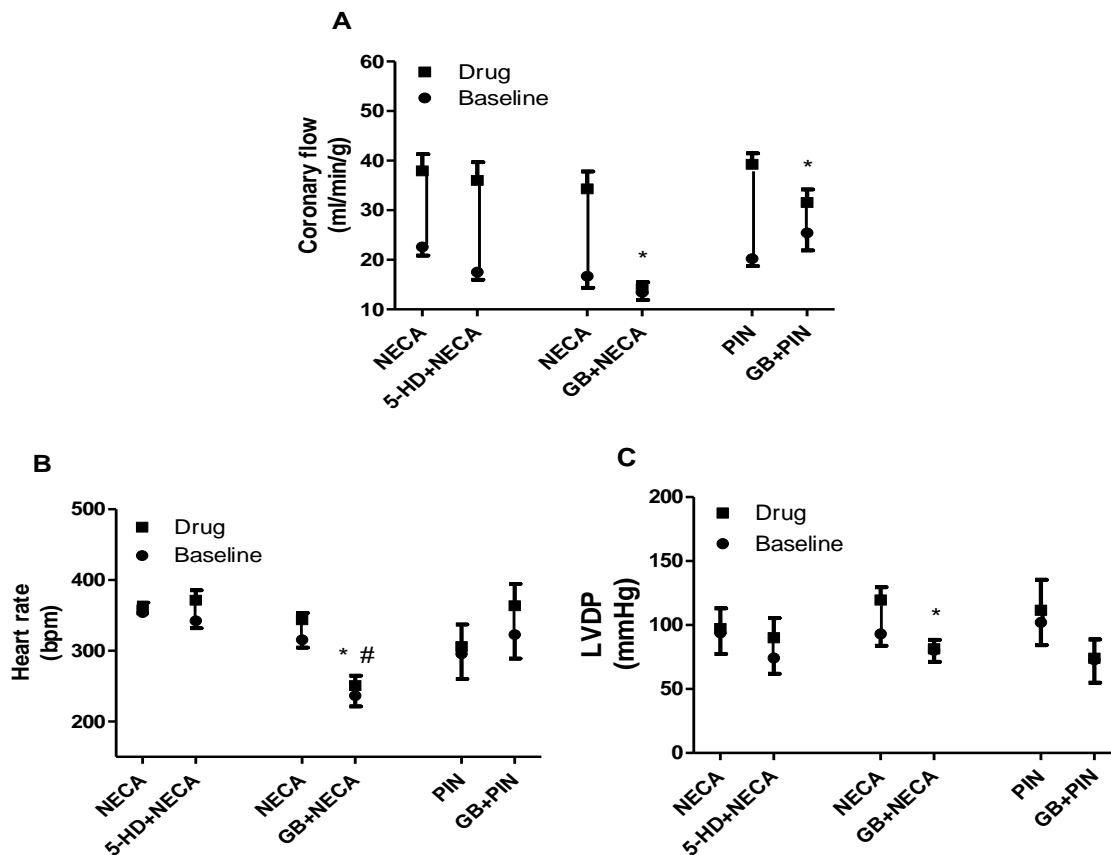 A
60
50
40
30
20
10
Coronary flow
(ml/min/g)
Drug
Baseline
*
*
NECA
5-HD+NECA
NECA
GB+NECA
PIN
GB+PIN
B
500
400
300
200
Heart rate
(bpm)
Drug
Baseline
* #
NECA
5-HD+NECA
NECA
GB+NECA
PIN
GB+PIN
C
200
150
100
50
0
LVDP
(mmHg)
Drug
Baseline
*
NECA
5-HD+NECA
NECA
GB+NECA
PIN
GB+PIN